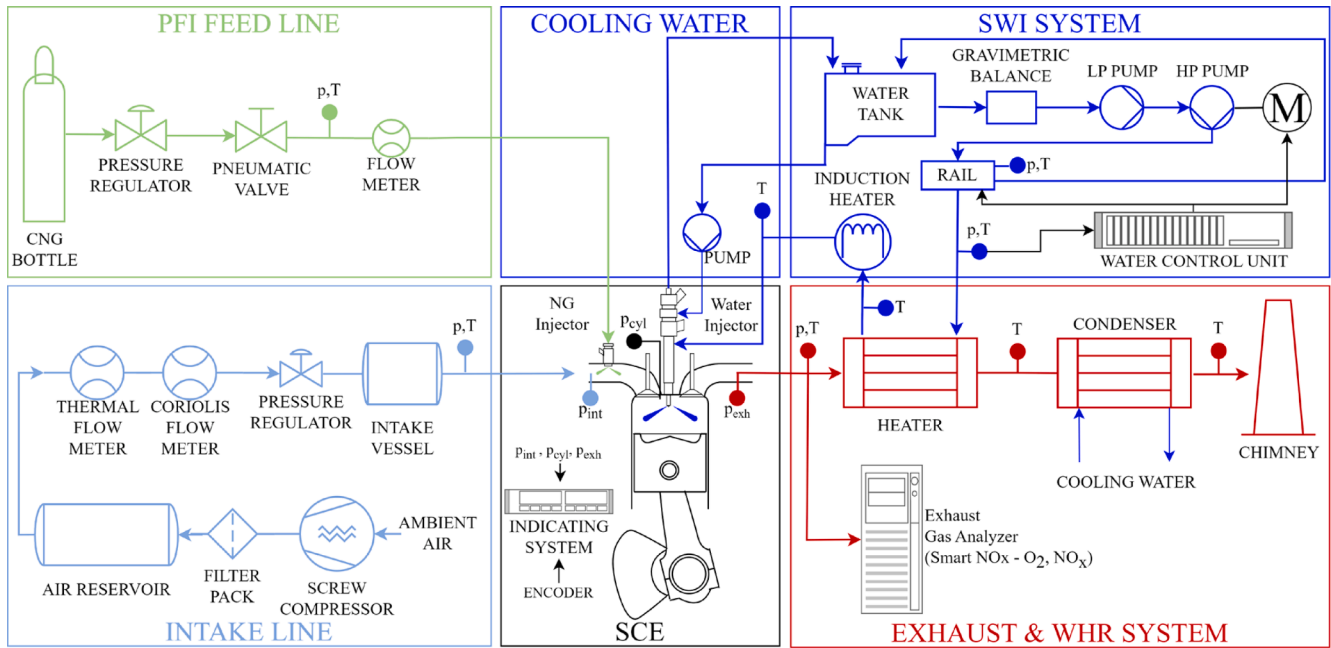 PFI FEED LINE
p,T
PRESSURE
REGULATOR
PNEUMATIC
VALVE
FLOW
METER
CNG
BOTTLE
COOLING WATER
T
PUMP
SWI SYSTEM
GRAVIMETRIC
BALANCE
LP PUMP
HP PUMP
WATER
TANK
M
RAIL
p,T
INDUCTION
HEATER
p,T
WATER CONTROL UNIT
T
p,T
THERMAL
FLOW
METER
CORIOLIS
FLOW
METER
PRESSURE
REGULATOR
INTAKE
VESSEL
AIR RESERVOIR
FILTER
PACK
SCREW
COMPRESSOR
AMBIENT
AIR
INTAKE LINE
NG
Injector
pcyl
Water
Injector
pint
pexh
pint , pcyl, pexh
INDICATING
SYSTEM
ENCODER
SCE
p,T
T
CONDENSER
T
HEATER
COOLING WATER
CHIMNEY
Exhaust
Gas Analyzer
(Smart NOx - O2, NOx)
EXHAUST & WHR SYSTEM